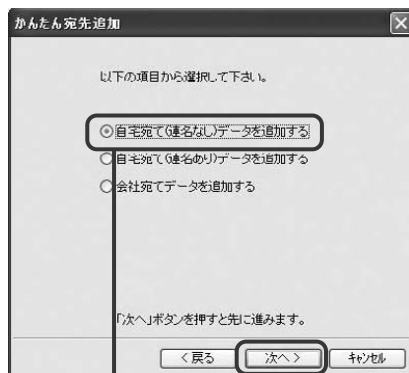 かんたん宛先追加
以下の項目から選択して下さい。
自宅宛て(連名なし)データを追加する
自宅宛て(連名あり)データを追加する
会社宛てデータを追加する
「次へ」ボタンを押すと先に進みます。
<戻る 次へ> キャンセル